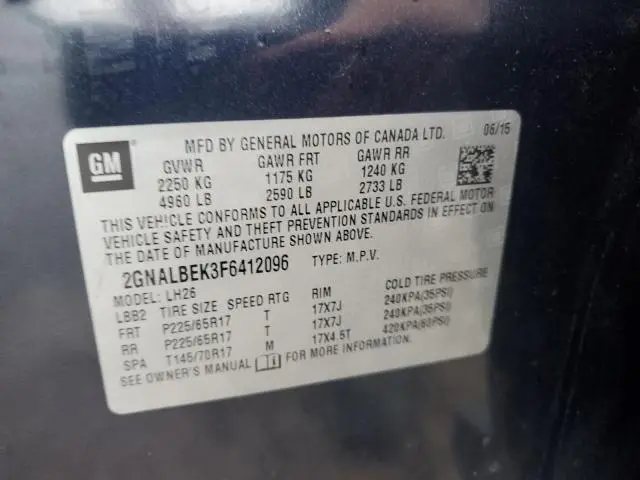 GM
MFD BY GENERAL MOTORS OF CANADA LTD. 06/15
GVWR GAWR FRT GAWR RR
2250 KG 1175 KG 1240 KG
4960 LB 2590 LB 2733 LB
THIS VEHICLE CONFORMS TO ALL APPLICABLE U.S. FEDERAL MOTOR
VEHICLE SAFETY AND THEFT PREVENTION STANDARDS IN EFFECT ON
THE DATE OF MANUFACTURE SHOWN ABOVE.
2GNALBEK3F6412096 TYPE: M.P.V.
MODEL: LH26
LBB2 TIRE SIZE SPEED RTG RIM COLD TIRE PRESSURE
FRT P225/65R17 T 17X7J 240KPA(35PSI)
RR P225/65R17 T 17X7J 240KPA(35PSI)
SPA T145/70R17 M 17X4.5T 420KPA(60PSI)
SEE OWNER'S MANUAL FOR MORE INFORMATION.